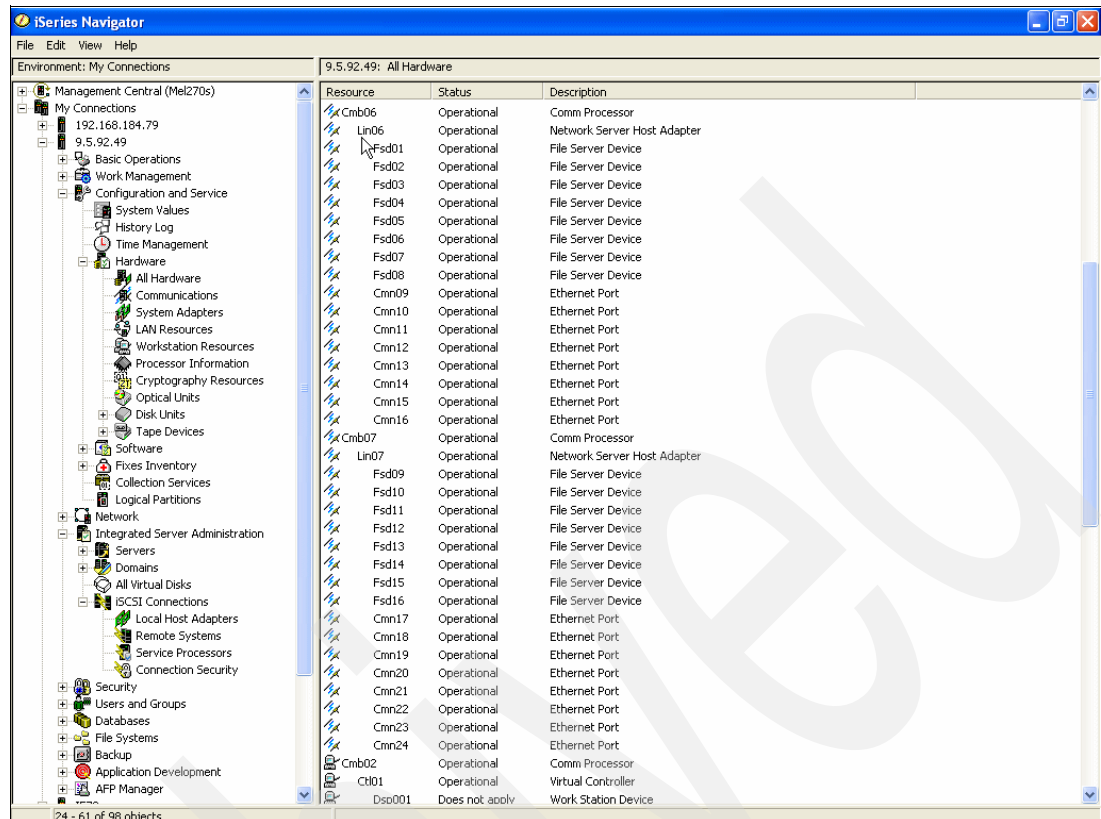 iSeries Navigator
File Edit View Help
Environment: My Connections
9.5.92.49: All Hardware
Management Central (Mel270s)
My Connections
192.168.184.79
9.5.92.49
Basic Operations
Work Management
Configuration and Service
System Values
History Log
Time Management
Hardware
All Hardware
Communications
System Adapters
LAN Resources
Workstation Resources
Processor Information
Cryptography Resources
Optical Units
Disk Units
Tape Devices
Software
Fixes Inventory
Collection Services
Logical Partitions
Network
Integrated Server Administration
Servers
Domains
All Virtual Disks
iSCSI Connections
Local Host Adapters
Remote Systems
Service Processors
Connection Security
Security
Users and Groups
Databases
File Systems
Backup
Application Development
AFP Manager
Resource Status Description
Cmb06 Operational Comm Processor
Lin06 Operational Network Server Host Adapter
Fsd01 Operational File Server Device
Fsd02 Operational File Server Device
Fsd03 Operational File Server Device
Fsd04 Operational File Server Device
Fsd05 Operational File Server Device
Fsd06 Operational File Server Device
Fsd07 Operational File Server Device
Fsd08 Operational File Server Device
Cmn09 Operational Ethernet Port
Cmn10 Operational Ethernet Port
Cmn11 Operational Ethernet Port
Cmn12 Operational Ethernet Port
Cmn13 Operational Ethernet Port
Cmn14 Operational Ethernet Port
Cmn15 Operational Ethernet Port
Cmn16 Operational Ethernet Port
Cmb07 Operational Comm Processor
Lin07 Operational Network Server Host Adapter
Fsd09 Operational File Server Device
Fsd10 Operational File Server Device
Fsd11 Operational File Server Device
Fsd12 Operational File Server Device
Fsd13 Operational File Server Device
Fsd14 Operational File Server Device
Fsd15 Operational File Server Device
Fsd16 Operational File Server Device
Cmn17 Operational Ethernet Port
Cmn18 Operational Ethernet Port
Cmn19 Operational Ethernet Port
Cmn20 Operational Ethernet Port
Cmn21 Operational Ethernet Port
Cmn22 Operational Ethernet Port
Cmn23 Operational Ethernet Port
Cmn24 Operational Ethernet Port
Cmb02 Operational Comm Processor
Ctl01 Operational Virtual Controller
Dsp001 Does not apply Work Station Device
24 - 61 of 98 objects